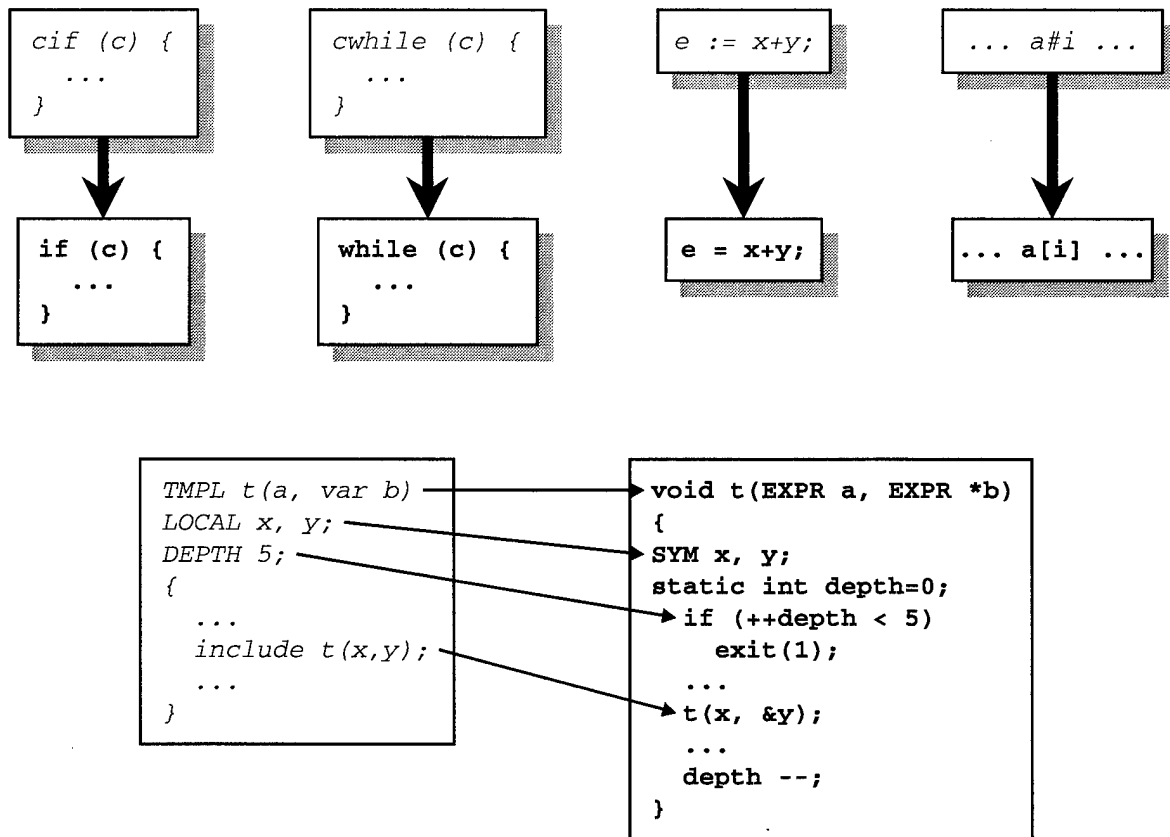 cif (c) {
...
}
cwhile (c) {
...
}
e := x+y;
... a#i ...
if (c) {
...
}
while (c) {
...
}
e = x+y;
... a[i] ...
TMPL t(a, var b)
LOCAL x, y;
DEPTH 5;
{
...
include t(x,y);
...
}
void t(EXPR a, EXPR *b)
{
SYM x, y;
static int depth=0;
if (++depth < 5)
exit(1);
...
t(x, &y);
...
depth --;
}